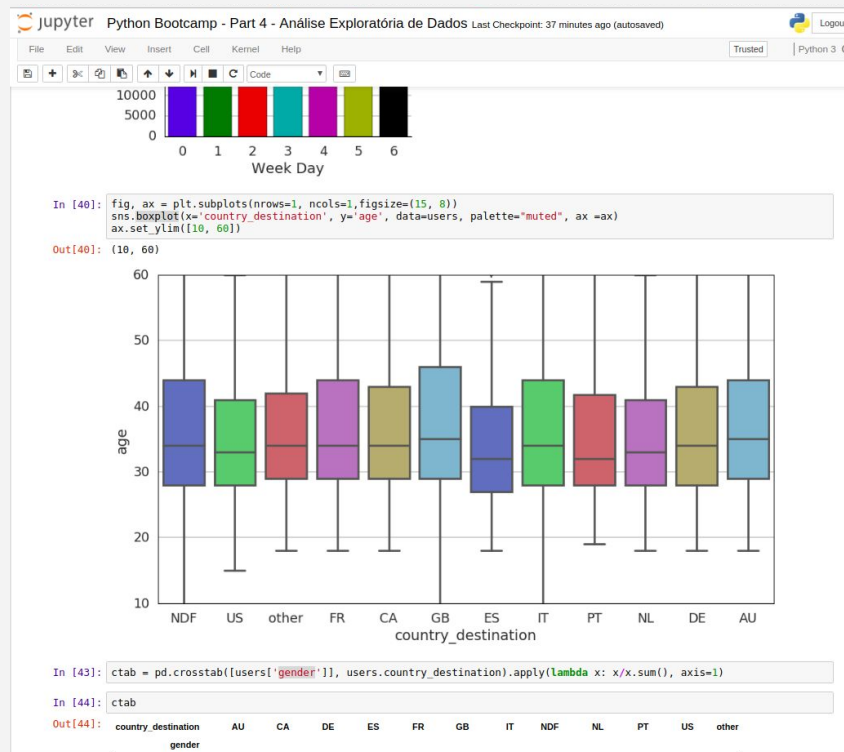 jupyter Python Bootcamp - Part 4 - Análise Exploratória de Dados Last Checkpoint: 37 minutes ago (autosaved)
File Edit View Insert Cell Kernel Help
Trusted Python 3
Code
10000
5000
0
0 1 2 3 4 5 6
Week Day
In [40]: fig, ax = plt.subplots(nrows=1, ncols=1,figsize=(15, 8))
sns.boxplot(x='country_destination', y='age', data=users, palette="muted", ax =ax)
ax.set_ylim([10, 60])
Out[40]: (10, 60)
60
50
40
30
20
10
age
NDF US other FR CA GB ES IT PT NL DE AU
country_destination
In [43]: ctab = pd.crosstab([users['gender']], users.country_destination).apply(lambda x: x/x.sum(), axis=1)
In [44]: ctab
Out[44]: country_destination AU CA DE ES FR GB IT NDF NL PT US other
gender